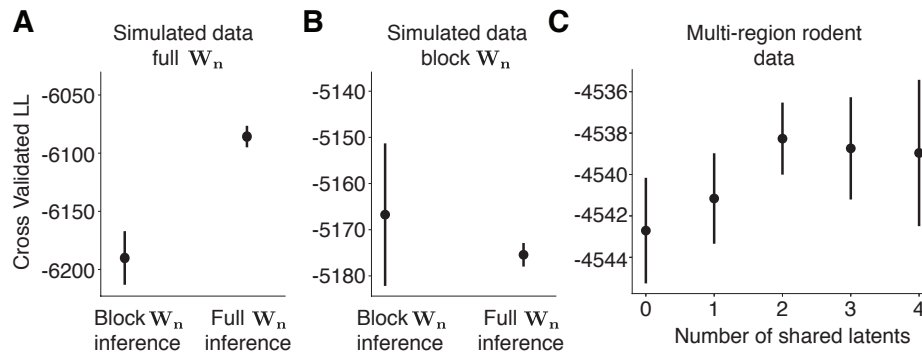 A
Simulated data
full Wn
Cross Validated LL
-6050
-6100
-6150
-6200
Block Wn
inference
Full Wn
inference
B
Simulated data
block Wn
-5140
-5150
-5160
-5170
-5180
Block Wn
inference
Full Wn
inference
C
Multi-region rodent
data
-4536
-4538
-4540
-4542
-4544
0
1
2
3
4
Number of shared latents